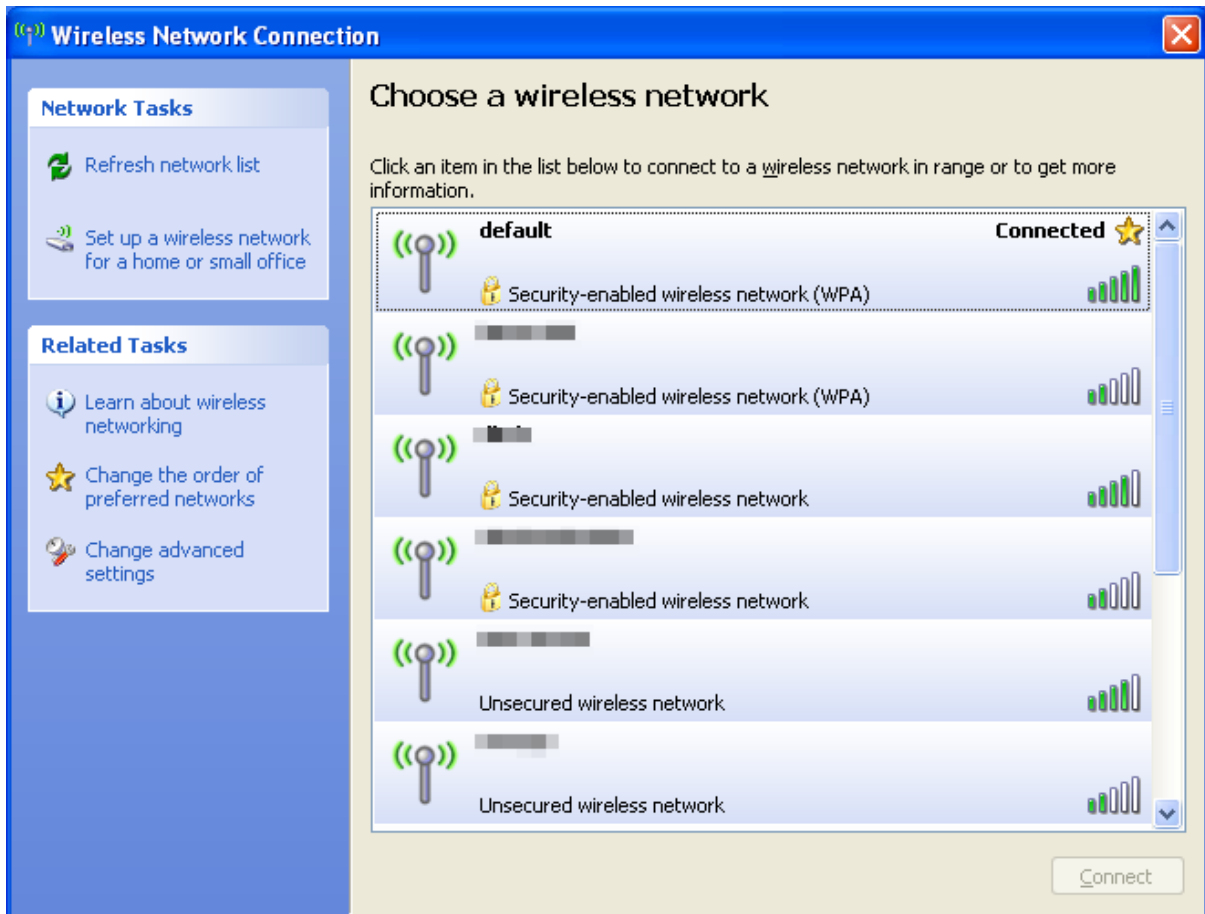 Wireless Network Connection
Network Tasks
Refresh network list
Set up a wireless network
for a home or small office
Related Tasks
Learn about wireless
networking
Change the order of
preferred networks
Change advanced
settings
Choose a wireless network
Click an item in the list below to connect to a wireless network in range or to get more
information.
default Connected
Security-enabled wireless network (WPA)
Security-enabled wireless network (WPA)
Security-enabled wireless network
Security-enabled wireless network
Unsecured wireless network
Unsecured wireless network
Connect